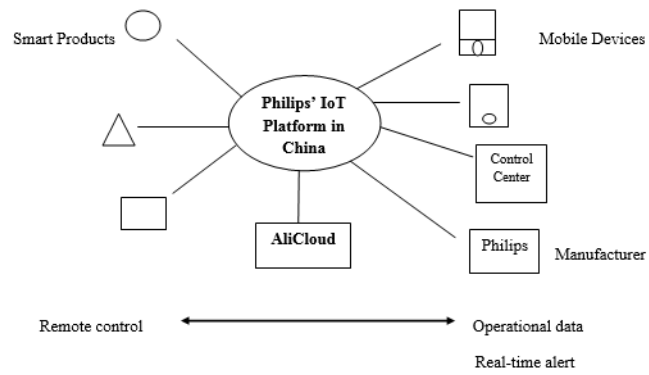 Smart Products
Mobile Devices
Philips’ IoT
Platform in
China
Control
Center
AliCloud
Philips
Manufacturer
Remote control
Operational data
Real-time alert